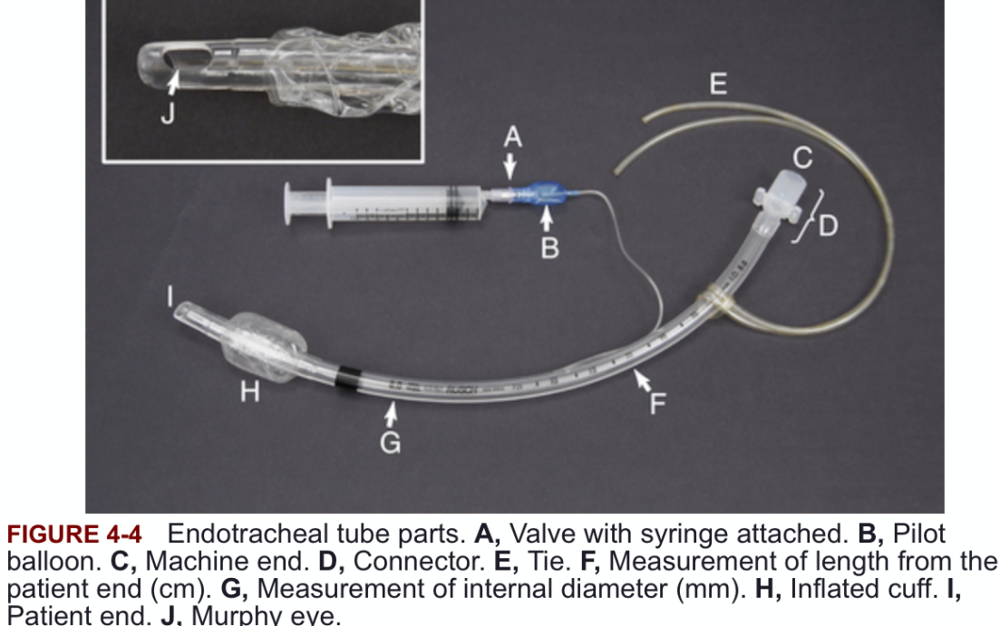 J
E
A
C
D
B
I
H
F
G
RUSCH
FIGURE 4-4 Endotracheal tube parts. A, Valve with syringe attached. B, Pilot
balloon. C, Machine end. D, Connector. E, Tie. F, Measurement of length from the
patient end (cm). G, Measurement of internal diameter (mm). H, Inflated cuff. I,
Patient end. J, Murphy eye.